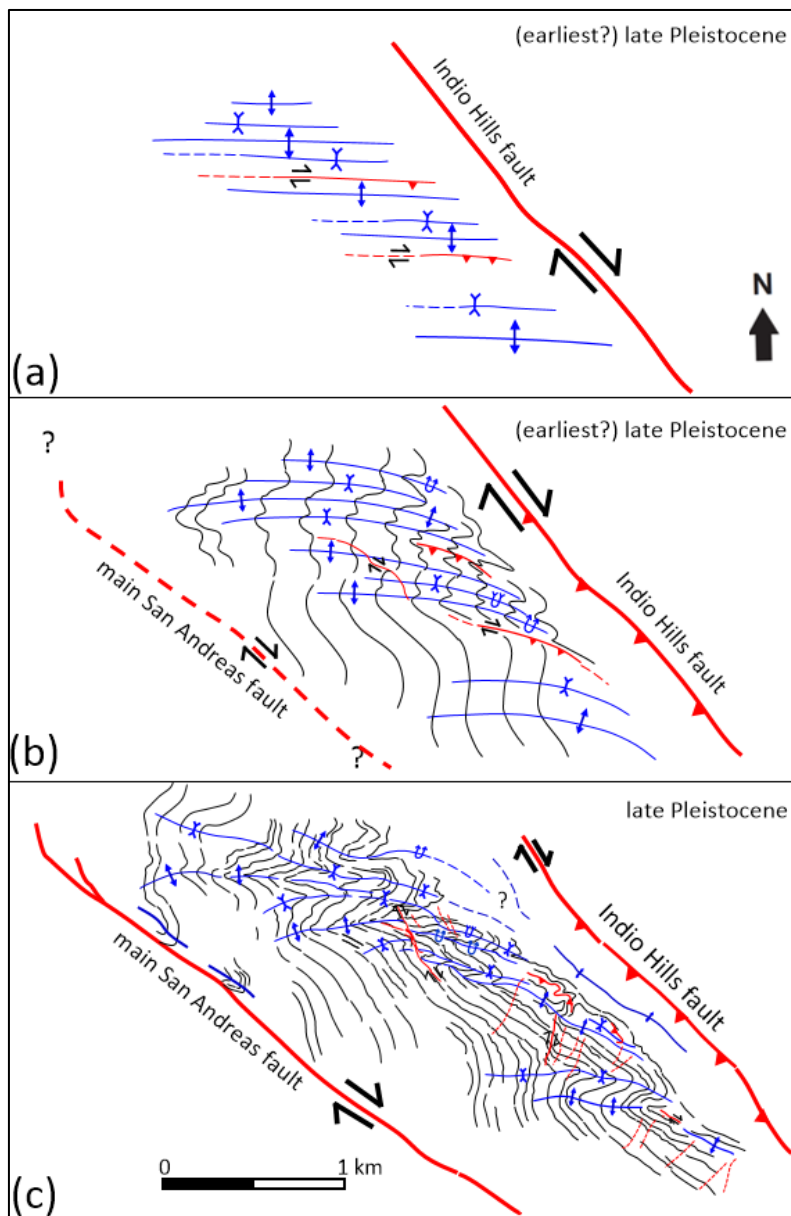 (earliest?) late Pleistocene
Indio Hills fault
N
(a)
(earliest?) late Pleistocene
?
Indio Hills fault
main San Andreas fault
?
(b)
late Pleistocene
?
Indio Hills fault
main San Andreas fault
0 1 km
(c)